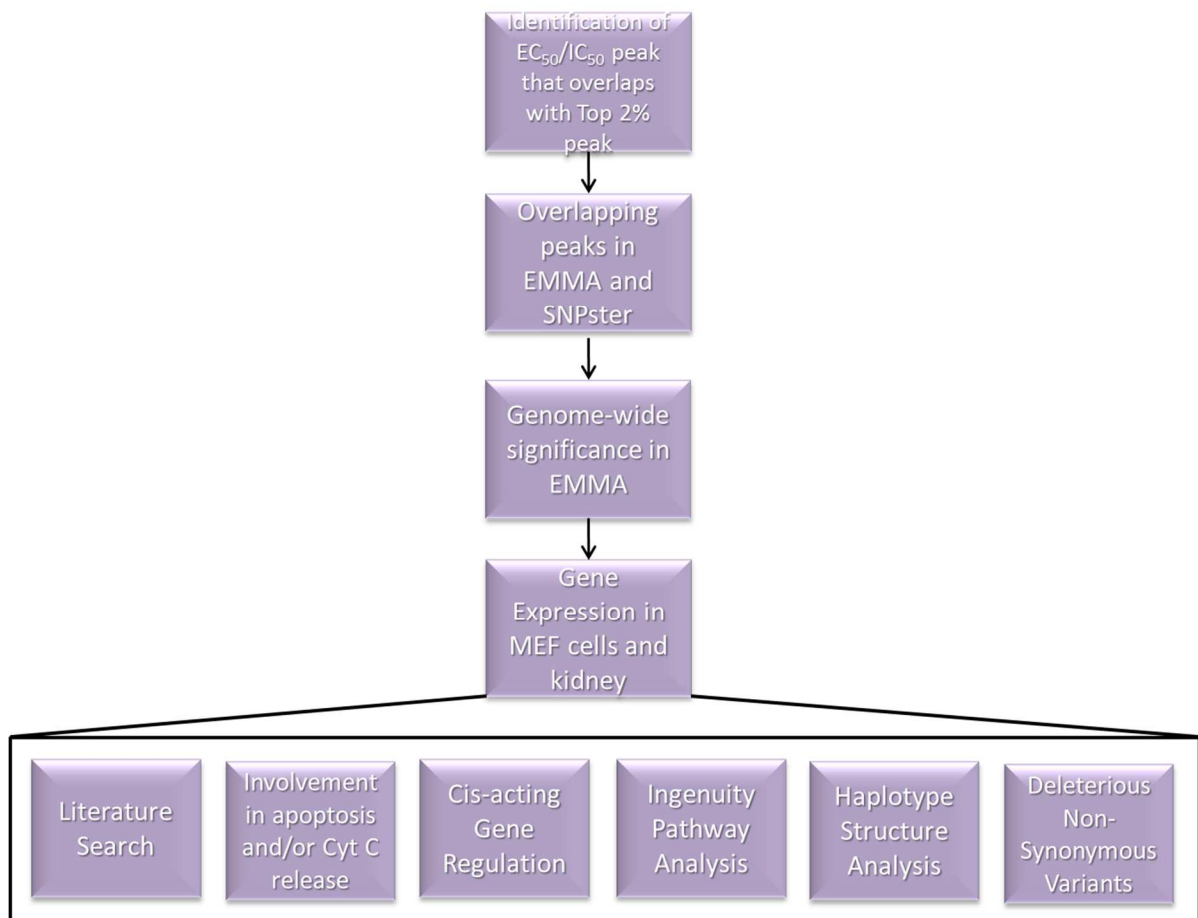 Identification of
EC₅₀/IC₅₀ peak
that overlaps
with Top 2%
peak
Overlapping
peaks in
EMMA and
SNPster
Genome-wide
significance in
EMMA
Gene
Expression in
MEF cells and
kidney
Literature
Search
Involvement
in apoptosis
and/or Cyt C
release
Cis-acting
Gene
Regulation
Ingenuity
Pathway
Analysis
Haplotype
Structure
Analysis
Deleterious
Non-
Synonymous
Variants